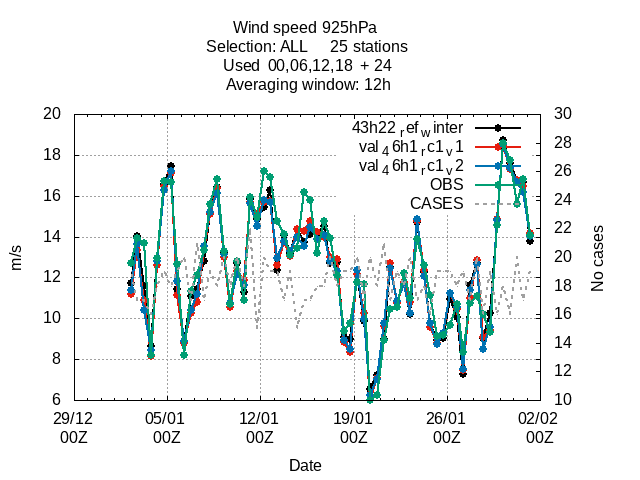 Wind speed 925hPa
Selection: ALL 25 stations
Used 00,06,12,18 + 24
Averaging window: 12h
43h22 ref winter
val 46h1 rc1 v1
val 46h1 rc1 v2
OBS
CASES
20
18
16
14
12
10
8
6
m/s
30
28
26
24
22
20
18
16
14
12
10
No cases
29/12 05/01 12/01 19/01 26/01 02/02
00Z 00Z 00Z 00Z 00Z 00Z
Date